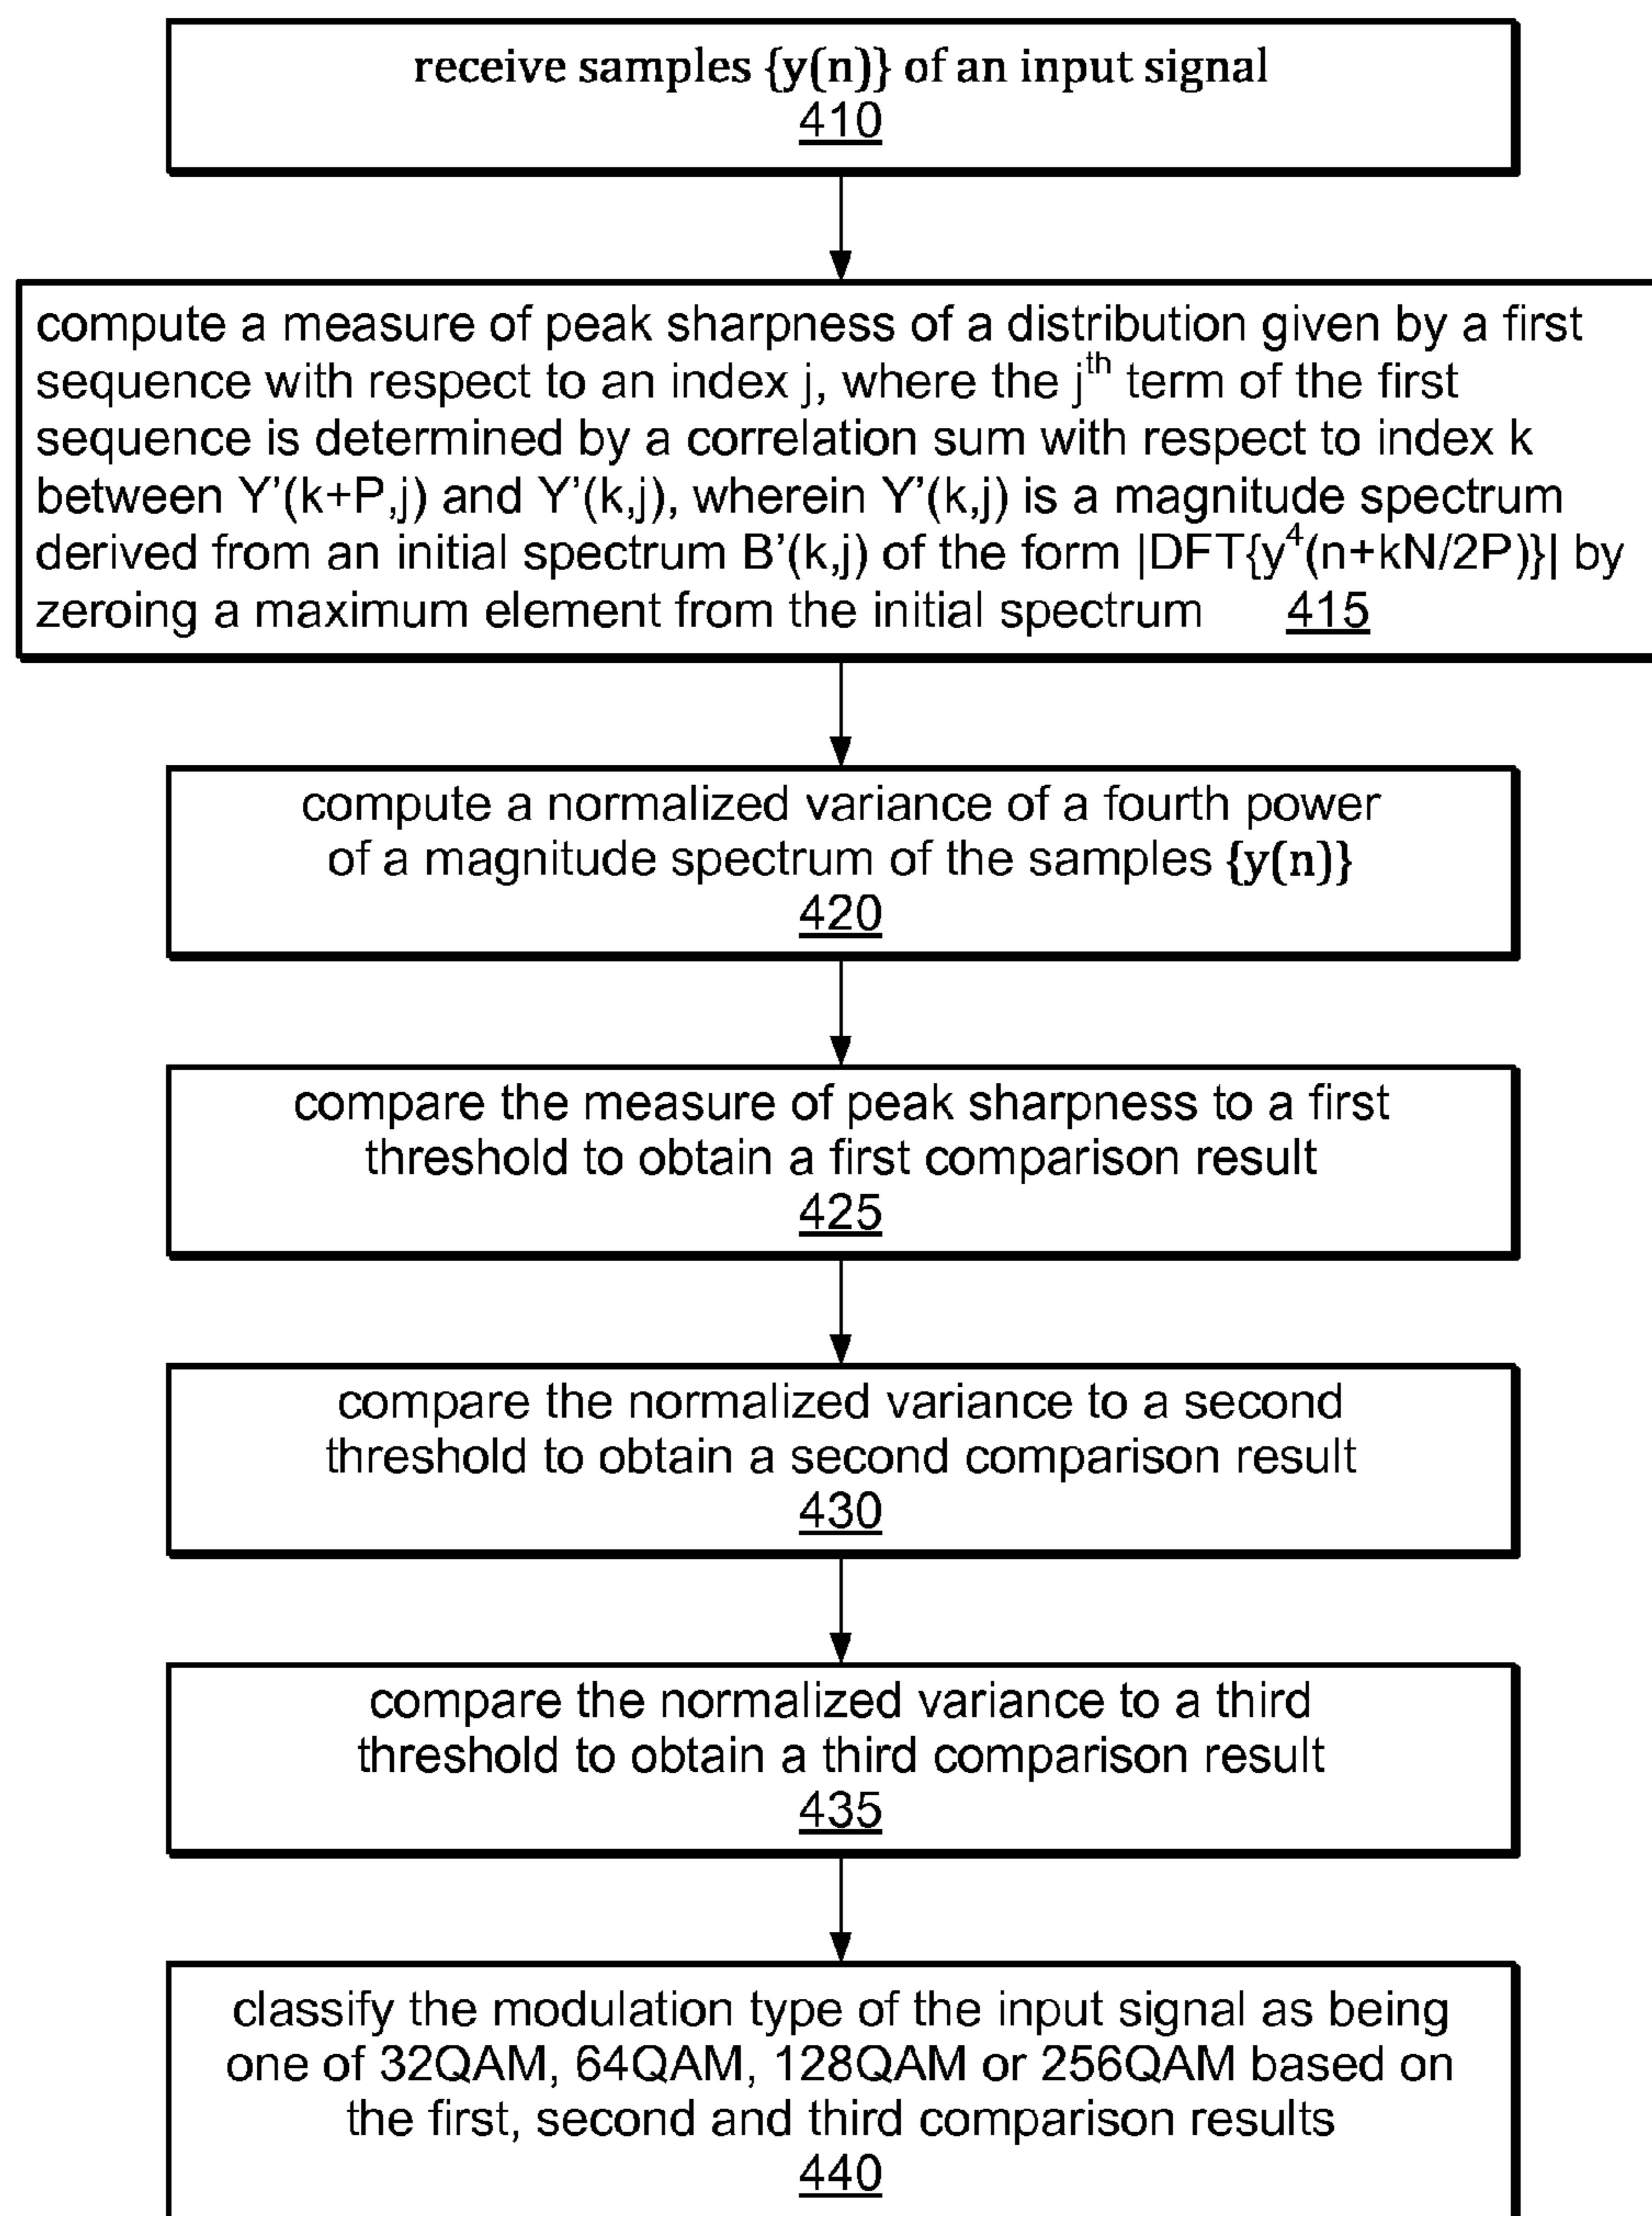 receive samples {y(n)} of an input signal
410
compute a measure of peak sharpness of a distribution given by a first
sequence with respect to an index j, where the jth term of the first
sequence is determined by a correlation sum with respect to index k
between Y'(k+P,j) and Y'(k,j), wherein Y'(k,j) is a magnitude spectrum
derived from an initial spectrum B'(k,j) of the form |DFT{y⁴(n+kN/2P)}| by
zeroing a maximum element from the initial spectrum 415
compute a normalized variance of a fourth power
of a magnitude spectrum of the samples {y(n)}
420
compare the measure of peak sharpness to a first
threshold to obtain a first comparison result
425
compare the normalized variance to a second
threshold to obtain a second comparison result
430
compare the normalized variance to a third
threshold to obtain a third comparison result
435
classify the modulation type of the input signal as being
one of 32QAM, 64QAM, 128QAM or 256QAM based on
the first, second and third comparison results
440